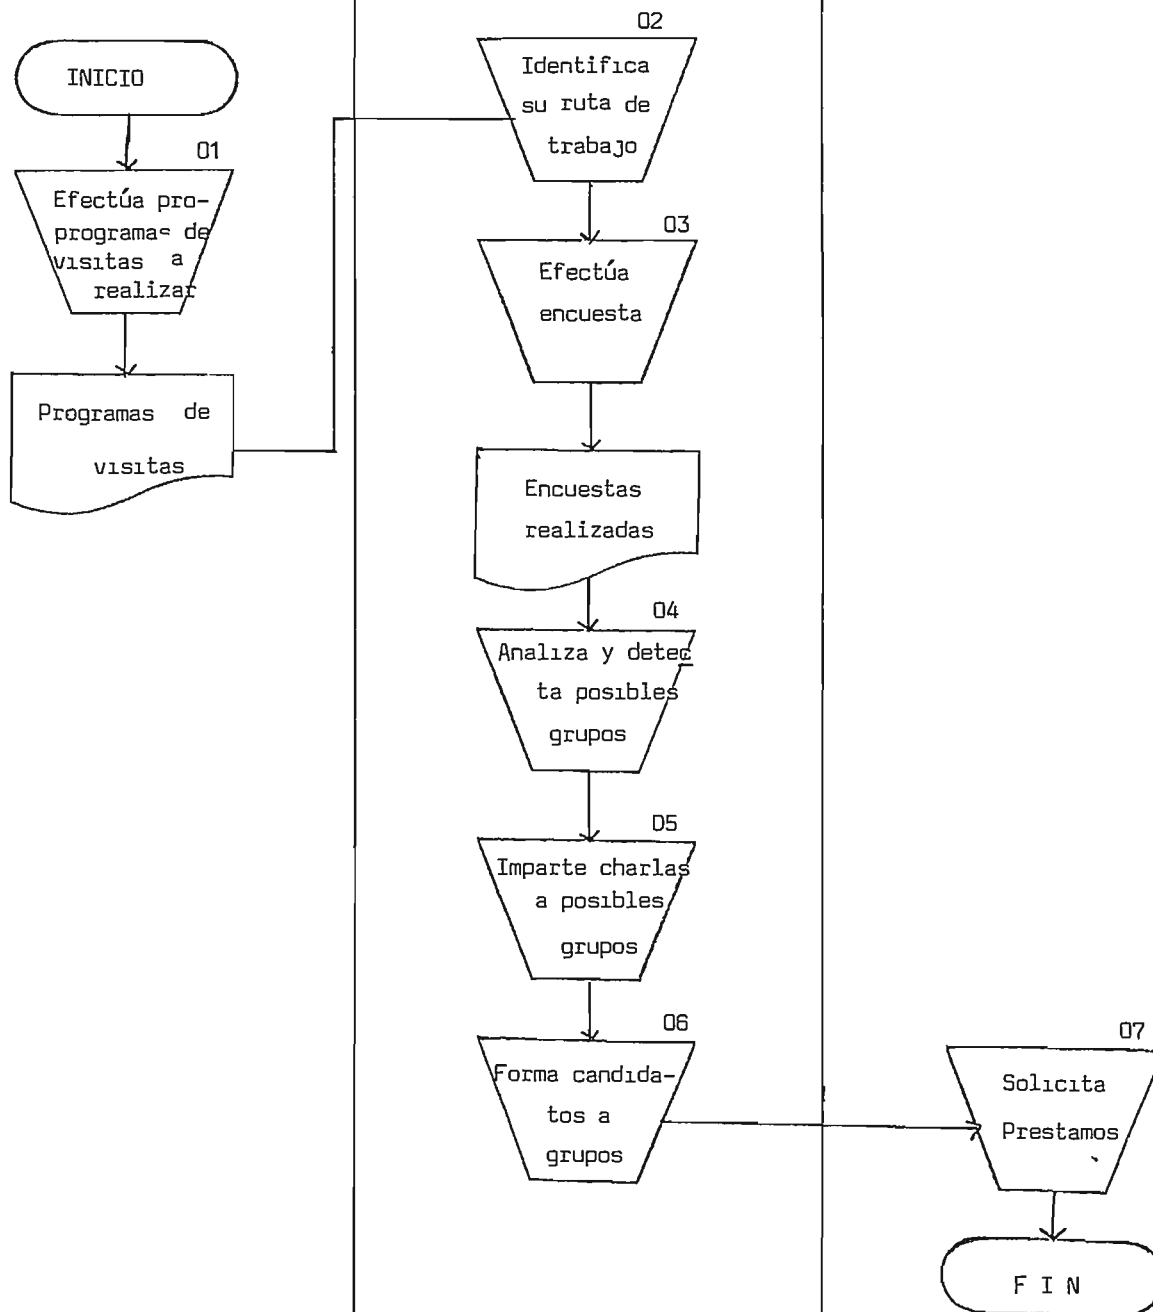 INICIO
01
Efectúa pro-
programas de
visitas a
realizar
Programas de
visitas
02
Identifica
su ruta de
trabajo
03
Efectúa
encuesta
Encuestas
realizadas
04
Analiza y detec
ta posibles
grupos
05
Imparte charlas
a posibles
grupos
06
Forma candida-
tos a
grupos
07
Solicita
Prestamos
F I N